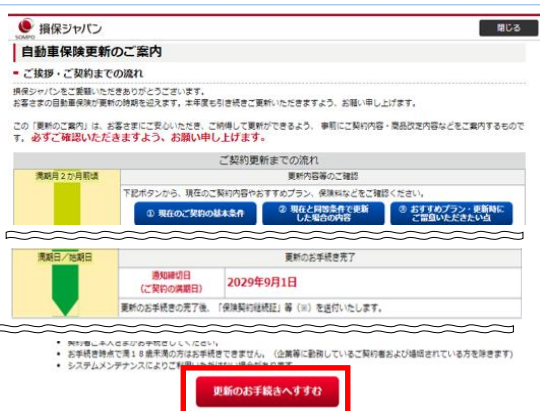 損保ジャパン
SOMPO
閉じる
自動車保険更新のご案内
ご挨拶・ご契約までの流れ
損保ジャパンをご愛顧いただきありがとうございます。
お客さまの自動車保険が更新の時期を迎えます。本年度も引き続きご更新いただきますよう、お願い申し上げます。
この「更新のご案内」は、お客さまにご安心いただき、ご納得して更新ができるよう、事前にご契約内容・商品改定内容などをご案内するもので
す。必ずご確認いただきますよう、お願い申し上げます。
ご契約更新までの流れ
満期月２か月前頃
更新内容等のご確認
下記ボタンから、現在のご契約内容やおすすめプラン、保険料などをご確認ください。
① 現在のご契約の基本条件
② 現在と同等条件で更新
した場合の内容
③ おすすめプラン・更新時に
ご留意いただきたい点
満期日／始期日
更新のお手続き完了
通知締切日
(ご契約の満期日)
2029年9月1日
更新のお手続きの完了後、「保険契約継続証」等（※）を送付いたします。
• 契約者ご本人さまがお手続きしてください。
• お手続き時点で満１８歳未満の方はお手続きできません。（企業等に勤務しているご契約者および婚姻されている方を除きます)
• システムメンテナンスによりご利用いただけない場合があります
更新のお手続きへすすむ